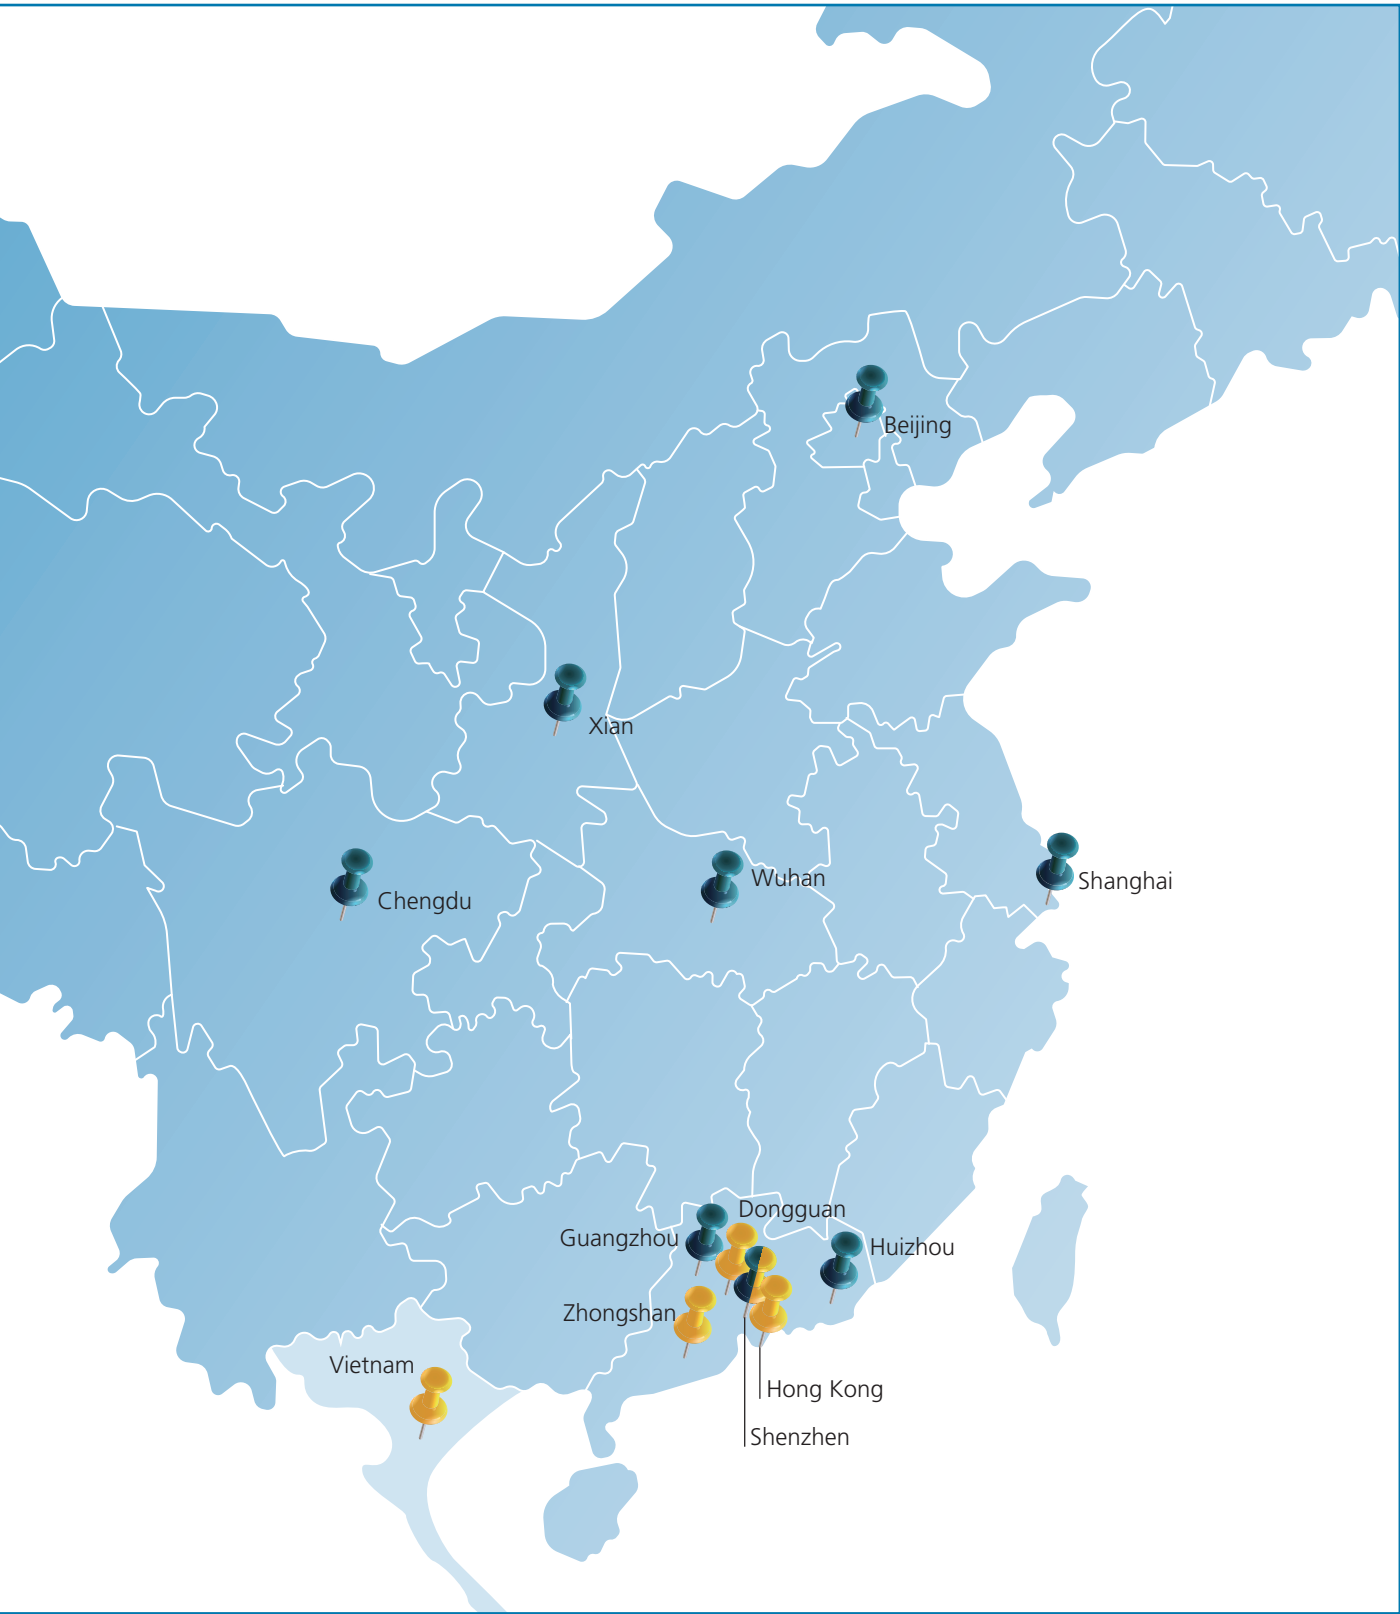 Beijing
Xian
Wuhan
Shanghai
Chengdu
Dongguan
Guangzhou
Huizhou
Zhongshan
Vietnam
Hong Kong
Shenzhen